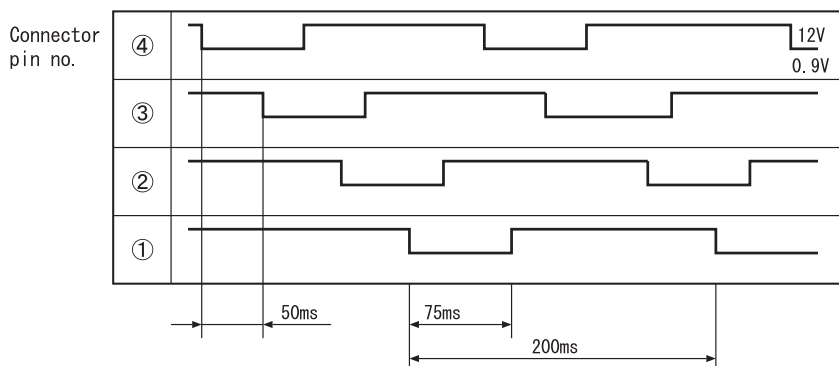 Connector
pin no.
④
12V
0.9V
③
②
①
50ms
75ms
200ms